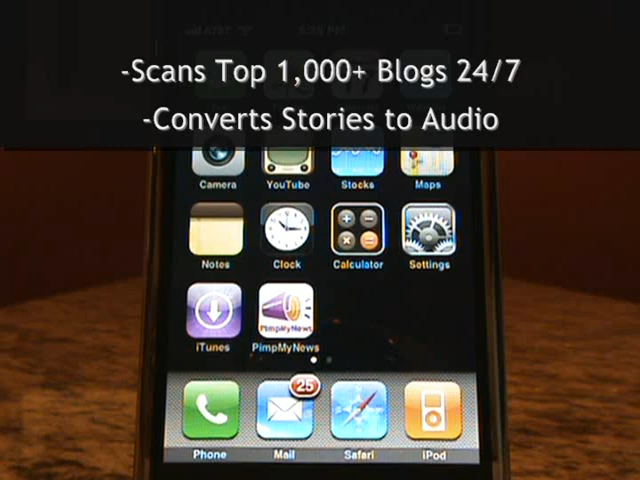 -Scans Top 1,000+ Blogs 24/7
-Converts Stories to Audio
Camera YouTube Stocks Maps
Notes Clock Calculator Settings
PimpMyNews
iTunes PimpMyNews
25
Phone Mail Safari iPod